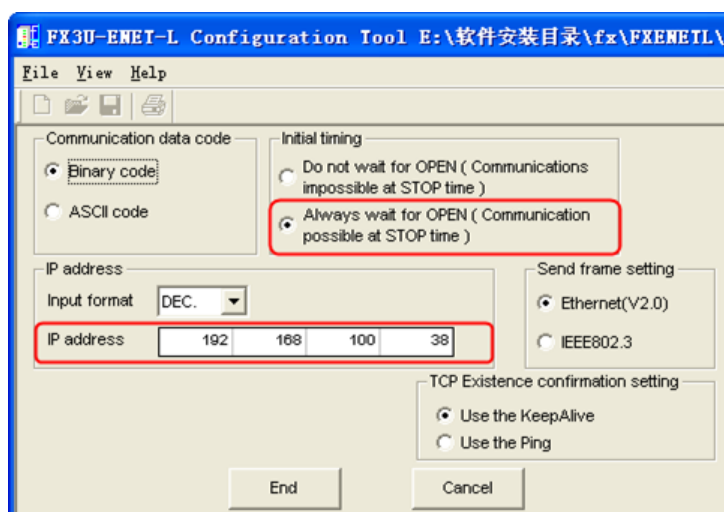 FX3U-ENET-L Configuration Tool E:\软件安装目录\fx\FXENETL\
File View Help
Communication data code
Binary code
ASCII code
Initial timing
Do not wait for OPEN ( Communications
impossible at STOP time )
Always wait for OPEN ( Communication
possible at STOP time )
IP address
Input format DEC.
IP address 192 168 100 38
Send frame setting
Ethernet(V2.0)
IEEE802.3
TCP Existence confirmation setting
Use the KeepAlive
Use the Ping
End Cancel